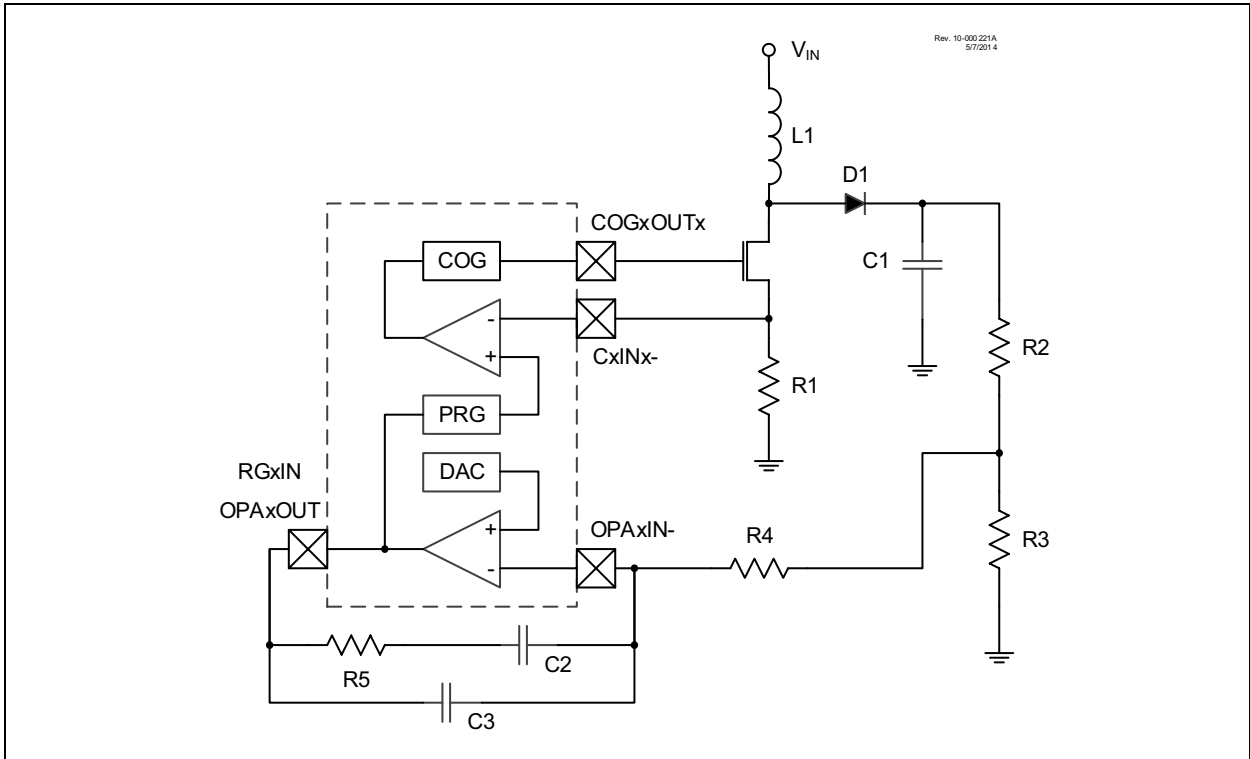 Rev. 10-000 221A
5/7/2014
VIN
L1
D1
COGxOUTx
COG
C1
CxINx-
-
+
R1
R2
PRG
RGxIN
DAC
OPAxOUT
OPAxIN-
+
-
R4
R3
R5
C2
C3